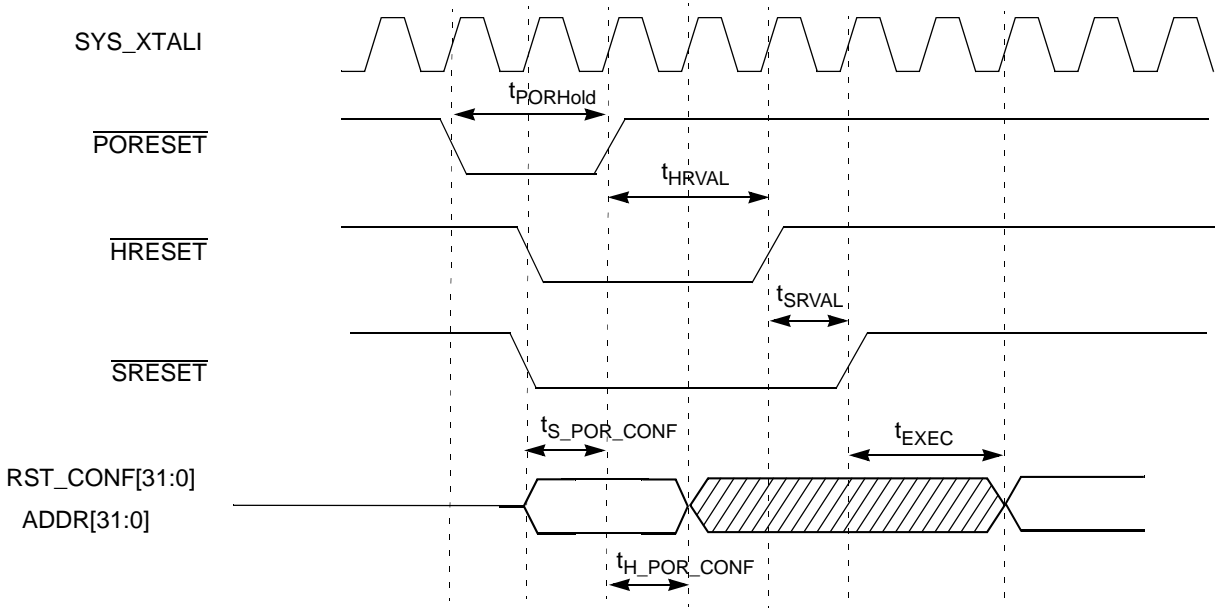 SYS_XTALI
tPORHold
PORESET
tHRVAL
HRESET
tSRVAL
SRESET
tS_POR_CONF
tEXEC
RST_CONF[31:0]
ADDR[31:0]
tH_POR_CONF